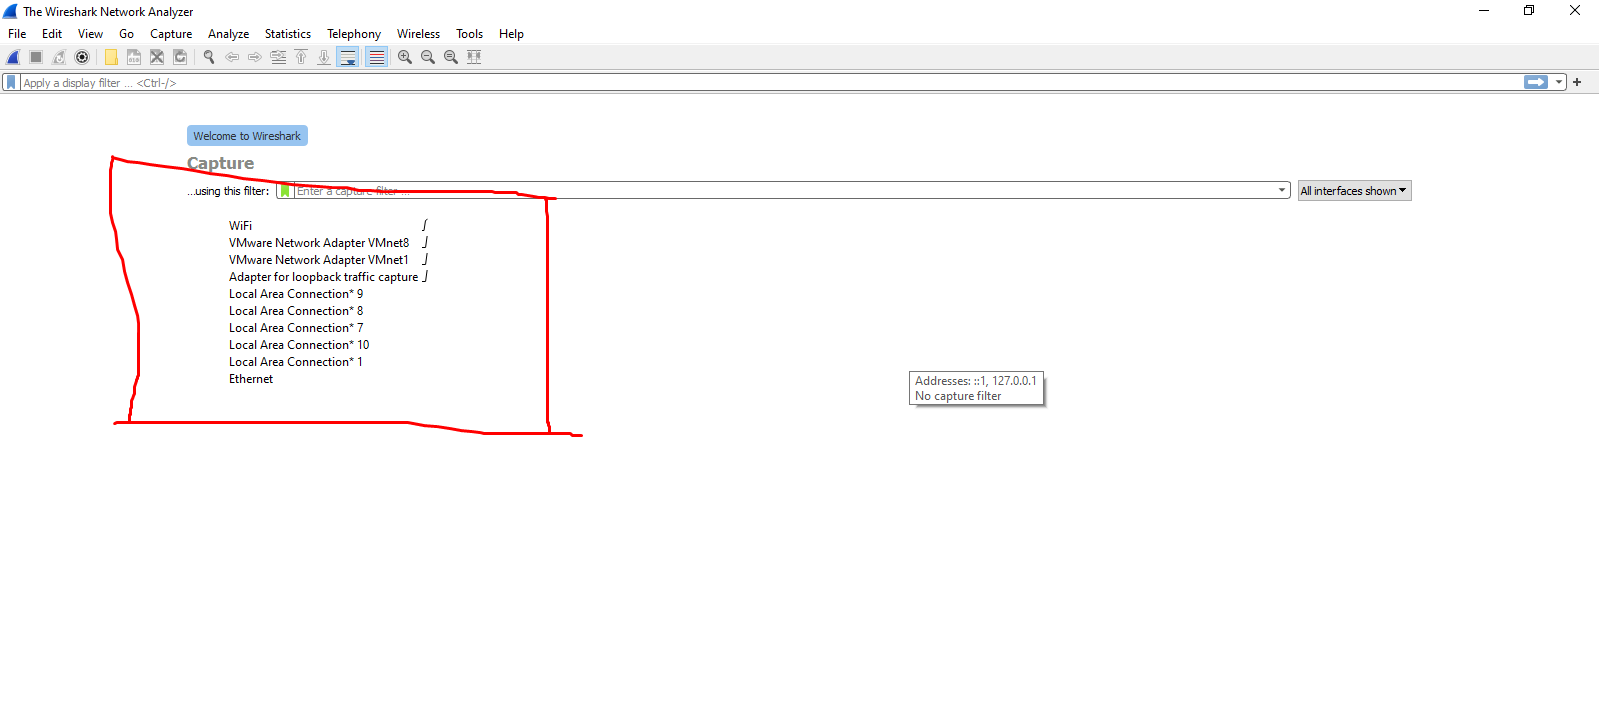 The Wireshark Network Analyzer
File Edit View Go Capture Analyze Statistics Telephony Wireless Tools Help
Apply a display filter ... <Ctrl-/>
Welcome to Wireshark
Capture
...using this filter: Enter a capture filter ... All interfaces shown
WiFi
VMware Network Adapter VMnet8
VMware Network Adapter VMnet1
Adapter for loopback traffic capture
Local Area Connection* 9
Local Area Connection* 8
Local Area Connection* 7
Local Area Connection* 10
Local Area Connection* 1
Ethernet
Addresses: ::1, 127.0.0.1
No capture filter